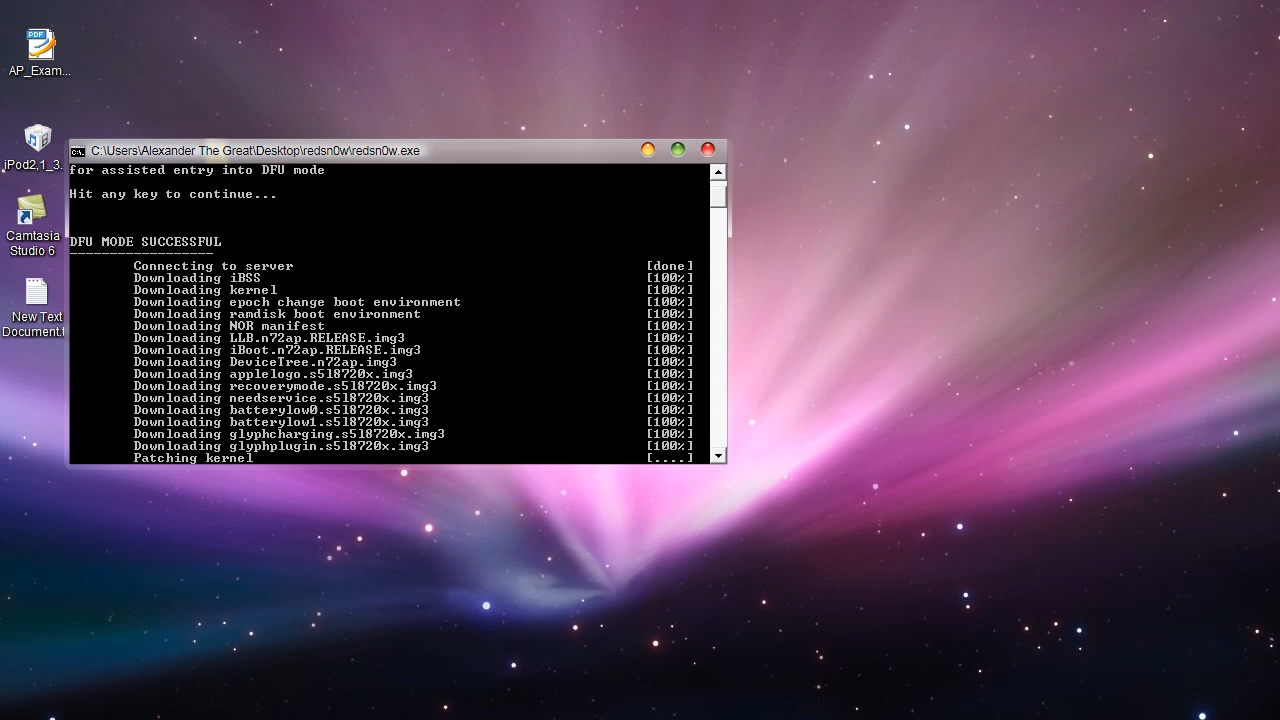 PDF
AP_Exam...
iPod2,1_3.
Camtasia
Studio 6
New Text
Document.t
C:\Users\Alexander The Great\Desktop\redsn0w\redsn0w.exe
for assisted entry into DFU mode
Hit any key to continue...
DFU MODE SUCCESSFUL
------------------
Connecting to server [done]
Downloading iBSS [100%]
Downloading kernel [100%]
Downloading epoch change boot environment [100%]
Downloading ramdisk boot environment [100%]
Downloading NOR manifest [100%]
Downloading LLB.n72ap.RELEASE.img3 [100%]
Downloading iBoot.n72ap.RELEASE.img3 [100%]
Downloading DeviceTree.n72ap.img3 [100%]
Downloading applelogo.s5l8720x.img3 [100%]
Downloading recoverymode.s5l8720x.img3 [100%]
Downloading needservice.s5l8720x.img3 [100%]
Downloading batterylow0.s5l8720x.img3 [100%]
Downloading batterylow1.s5l8720x.img3 [100%]
Downloading glyphcharging.s5l8720x.img3 [100%]
Downloading glyphplugin.s5l8720x.img3 [100%]
Patching kernel [....]